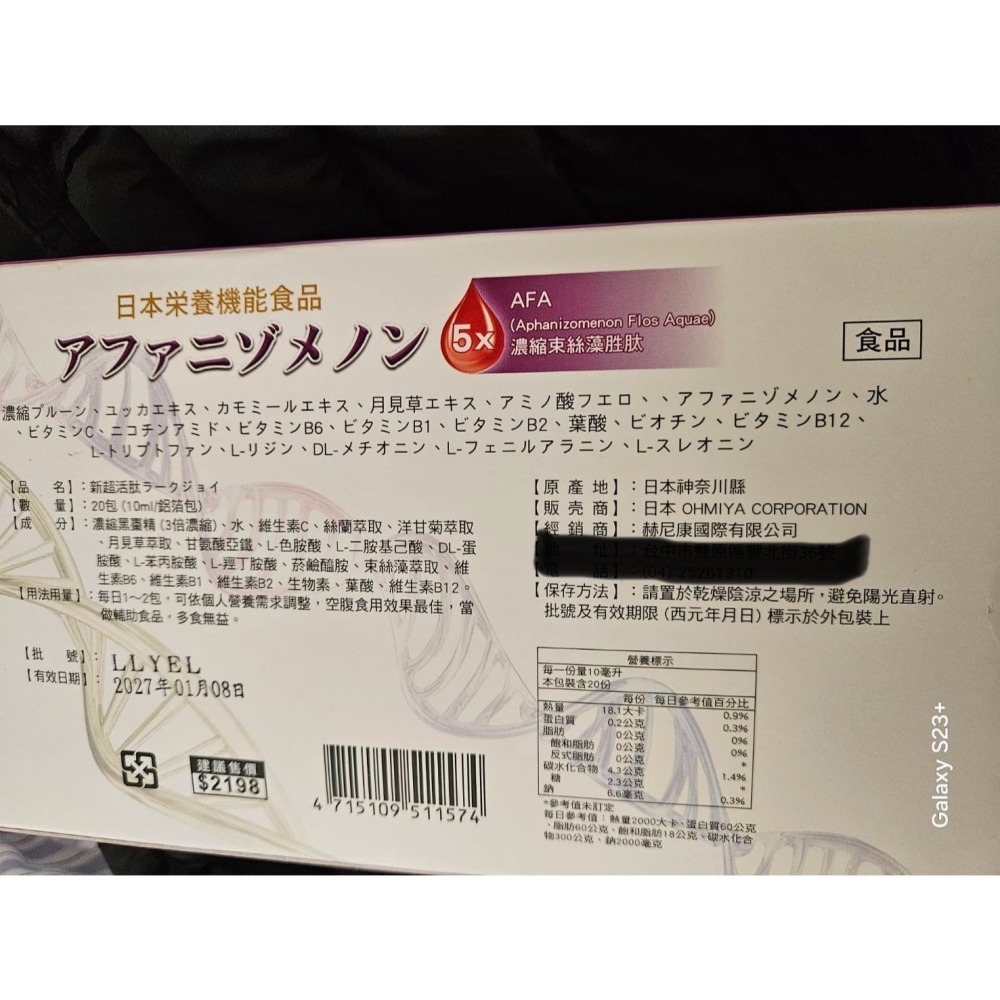 日本栄養機能食品
アファニゾメノン
5x
AFA
(Aphanizomenon Flos Aquae)
濃縮束絲藻胜肽
食品
濃縮プルーン、ユッカエキス、カモミールエキス、月見草エキス、アミノ酸フエロ、、アファニゾメノン、水
、ビタミンC、ニコチンアミド、ビタミンB6、ビタミンB1、ビタミンB2、葉酸、ビオチン、ビタミンB12、
L-トリプトファン、L-リジン、DL-メチオニン、L-フェニルアラニン、L-スレオニン
【品 名】：新超活肽ラークジョイ
【數 量】：20包 (10ml/鋁箔包)
【成 分】：濃縮黑棗精 (3倍濃縮)、水、維生素C、絲蘭萃取、洋甘菊萃取
、月見草萃取、甘氨酸亞鐵、L-色胺酸、L-二胺基己酸、DL-蛋
胺酸、L-苯丙胺酸、L-羥丁胺酸、菸鹼醯胺、束絲藻萃取、維
生素B6、維生素B1、維生素B2、生物素、葉酸、維生素B12。
【用法用量】：每日1～2包，可依個人營養需求調整，空腹食用效果最佳，當
做輔助食品，多食無益。
【批 號】：LLYEL
【有效日期】：2027年01月08日
建議售價
$2198
4 715109 511574
【原 產 地】：日本神奈川縣
【販 売 商】：日本 OHMIYA CORPORATION
【經 銷 商】：赫尼康國際有限公司
【保存方法】：請置於乾燥陰涼之場所，避免陽光直射。
批號及有效期限 (西元年月日) 標示於外包裝上
營養標示
每一份量10毫升
本包裝含20份
每份 每日參考值百分比
熱量 18.1大卡 0.9%
蛋白質 0.2公克 0.3%
脂肪 0公克 0%
飽和脂肪 0公克 0%
反式脂肪 0公克 *
碳水化合物 4.3公克 1.4%
糖 2.3公克 *
鈉 6.6毫克 0.3%
*參考值未訂定
每日參考值：熱量2000大卡、蛋白質60公克
、脂肪60公克、飽和脂肪18公克、碳水化合
物300公克、鈉2000毫克
Galaxy S23+